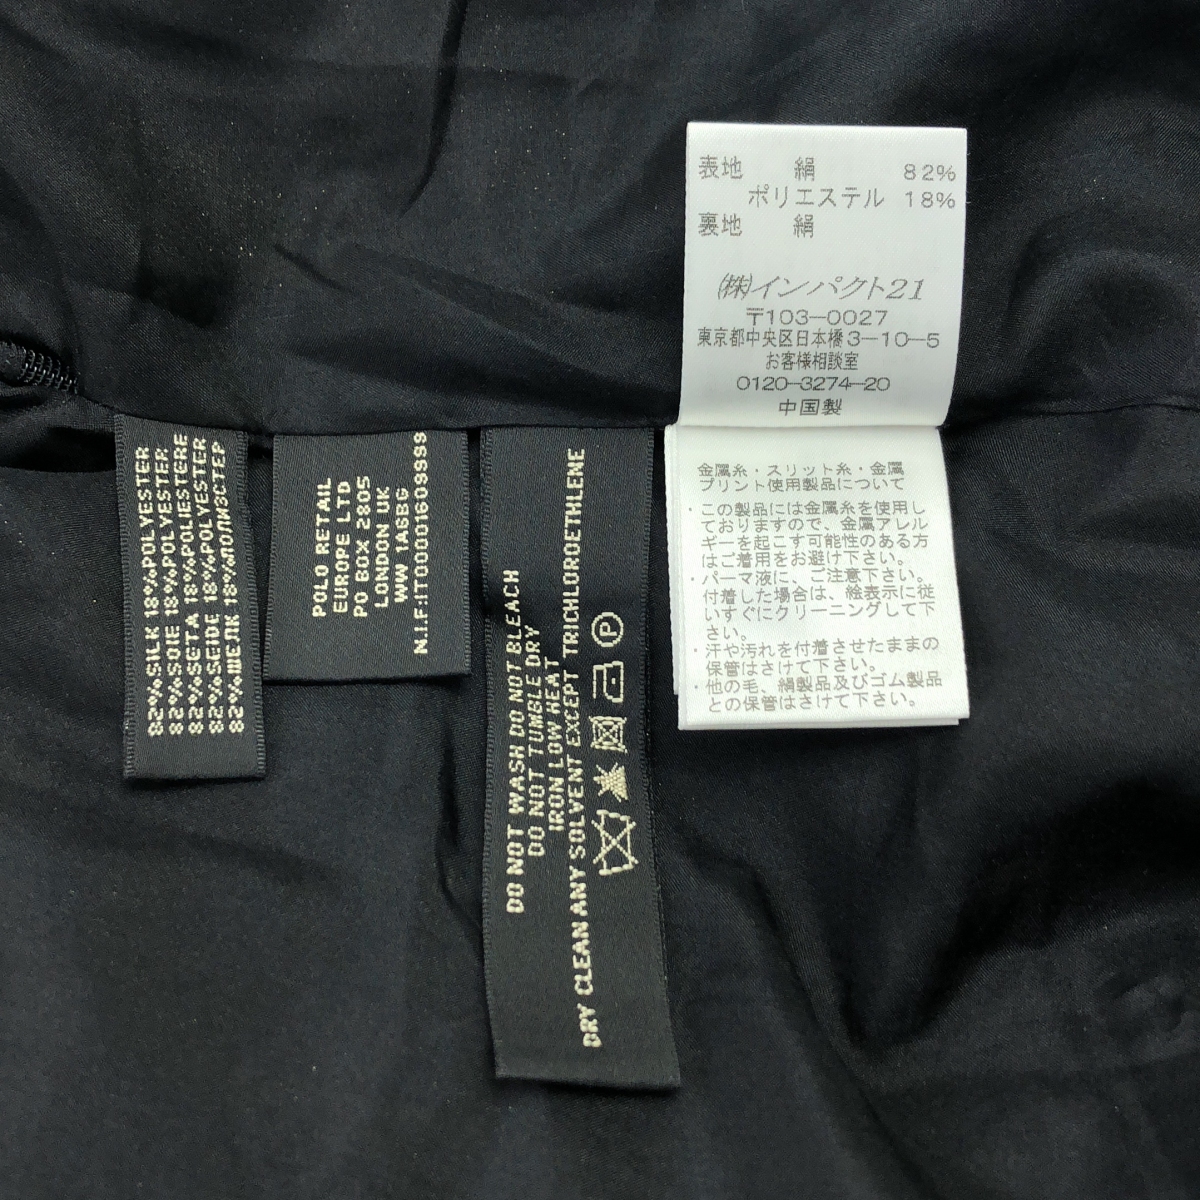 表地 絹 82%
ポリエステル 18%
裏地 絹
㈱インパクト21
〒103-0027
東京都中央区日本橋3-10-5
お客様相談室
0120-3274-20
中国製
金属糸・スリット糸・金属
プリント使用製品について
・この製品には金属糸を使用し
ておりますので、金属アレル
ギーを起こす可能性のある方
はご着用をお避け下さい。
・パーマ液に、ご注意下さい。
付着した場合は、絵表示に従
いすぐにクリーニングして下
さい。
・汗や汚れを付着させたままの
保管はさけて下さい。
・他の毛、絹製品及びゴム製品
との保管はさけて下さい。
82%SILK 18%POLYESTER
82%SOIE 18%POLYESTER
82%SETA 18%POLIESTERE
82%SEIDE 18%POLYESTER
82%ШЕЛК 18%ПОЛИЭСТЕР
POLO RETAIL
EUROPE LTD
PO BOX 2805
LONDON UK
WW 1A6BG
N.I.F:IT00001609SSSS
DO NOT WASH DO NOT BLEACH
DO NOT TUMBLE DRY
IRON LOW HEAT
DRY CLEAN ANY SOLVENT EXCEPT TRICHLOROETHLENE
P